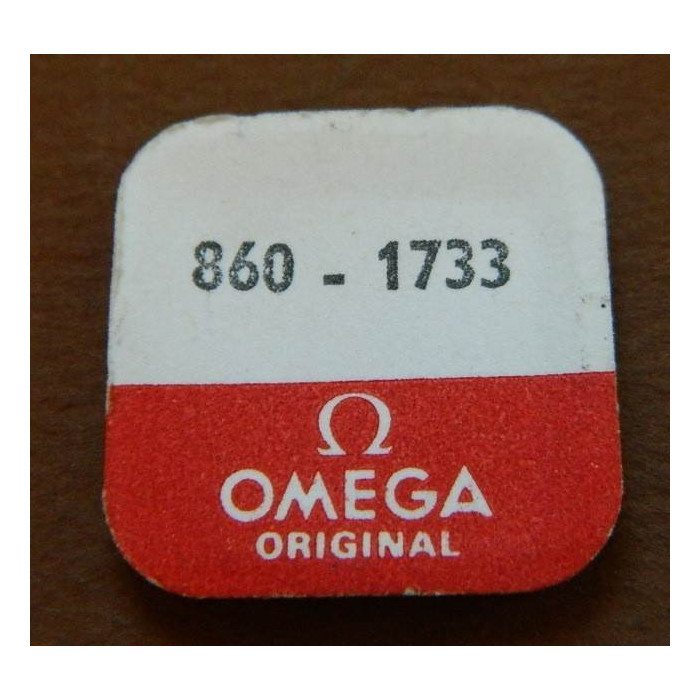 860 - 1733
Ω
OMEGA
ORIGINAL